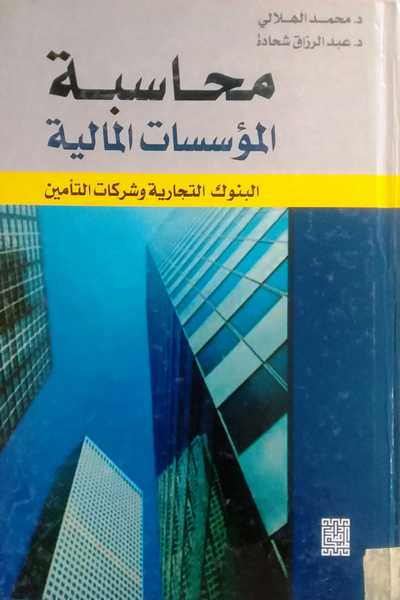 د. محمد الهلالي
د. عبد الرزاق شحادة
محاسبة
المؤسسات المالية
البنوك التجارية وشركات التأمين